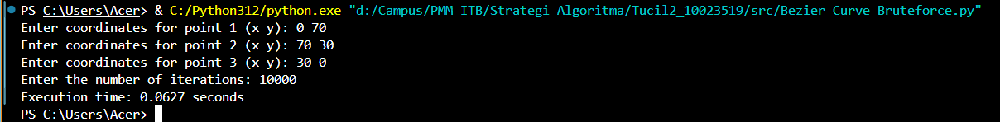 PS C:\Users\Acer> & C:/Python312/python.exe "d:/Campus/PMM ITB/Strategi Algoritma/Tucil2_10023519/src/Bezier Curve Bruteforce.py"
Enter coordinates for point 1 (x y): 0 70
Enter coordinates for point 2 (x y): 70 30
Enter coordinates for point 3 (x y): 30 0
Enter the number of iterations: 10000
Execution time: 0.0627 seconds
PS C:\Users\Acer>